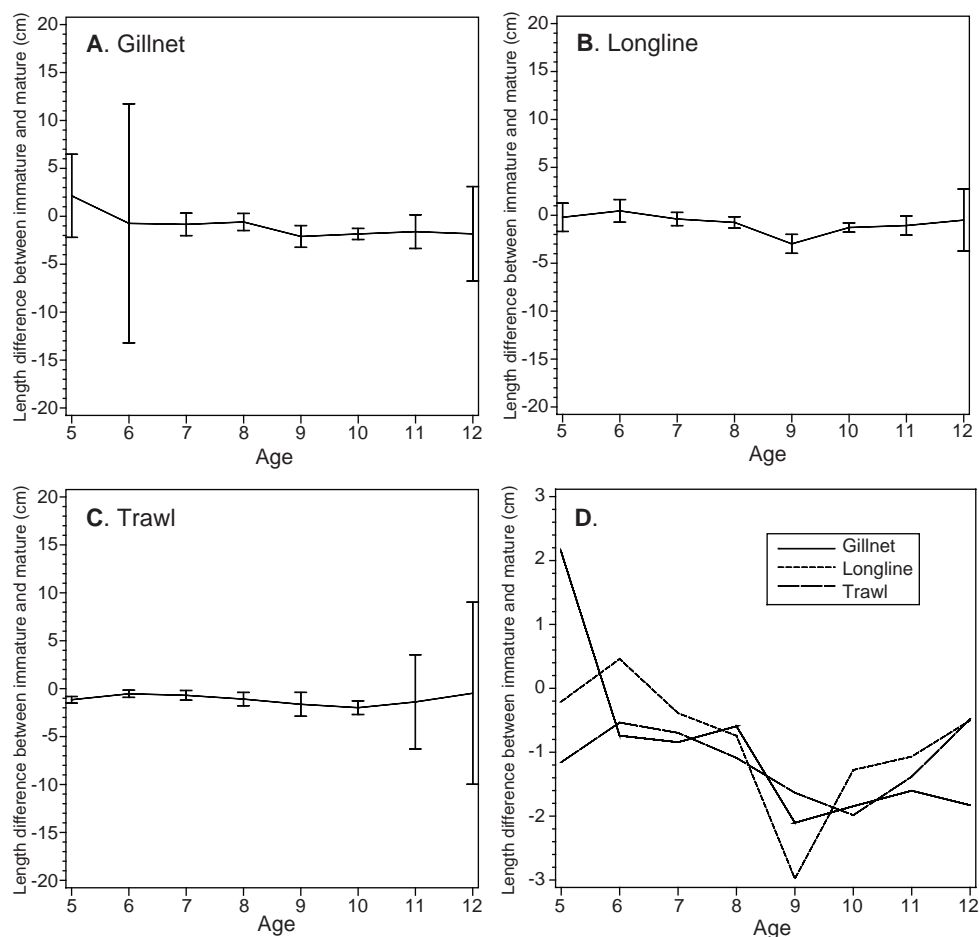 A. Gillnet
Length difference between immature and mature (cm)
20
15
10
5
0
-5
-10
-15
-20
5 6 7 8 9 10 11 12
Age
B. Longline
Length difference between immature and mature (cm)
20
15
10
5
0
-5
-10
-15
-20
5 6 7 8 9 10 11 12
Age
C. Trawl
Length difference between immature and mature (cm)
20
15
10
5
0
-5
-10
-15
-20
5 6 7 8 9 10 11 12
Age
D.
Length difference between immature and mature (cm)
3
2
1
0
-1
-2
-3
Gillnet
Longline
Trawl
5 6 7 8 9 10 11 12
Age